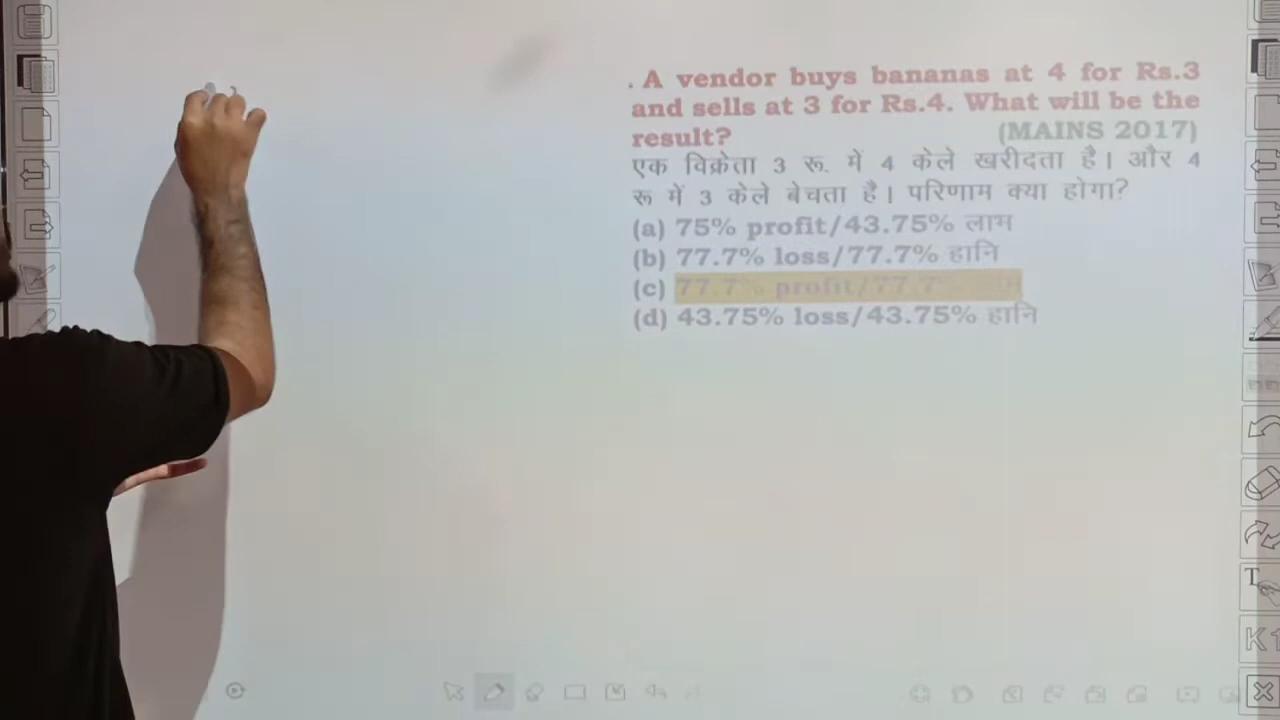 . A vendor buys bananas at 4 for Rs.3
and sells at 3 for Rs.4. What will be the
result? (MAINS 2017)
एक विक्रेता 3 रू. में 4 केले खरीदता है। और 4
रू में 3 केले बेचता है। परिणाम क्या होगा?
(a) 75% profit/43.75% लाभ
(b) 77.7% loss/77.7% हानि
(c) 77.7% profit/77.7%
(d) 43.75% loss/43.75% हानि